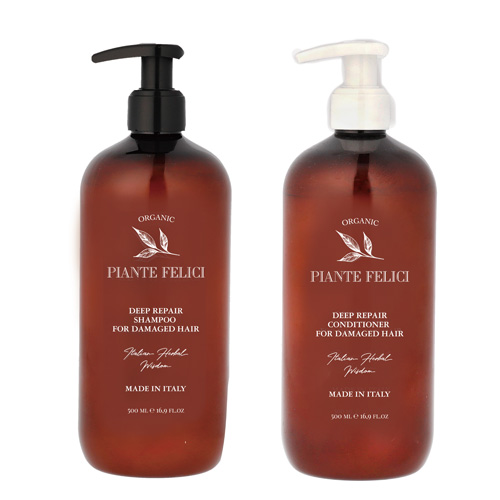 ORGANIC
PIANTE FELICI
DEEP REPAIR
SHAMPOO
FOR DAMAGED HAIR
Italian Herbal
Wisdom
MADE IN ITALY
500 ML ℮ 16,9 FL.OZ
ORGANIC
PIANTE FELICI
DEEP REPAIR
CONDITIONER
FOR DAMAGED HAIR
Italian Herbal
Wisdom
MADE IN ITALY
500 ML ℮ 16,9 FL.OZ